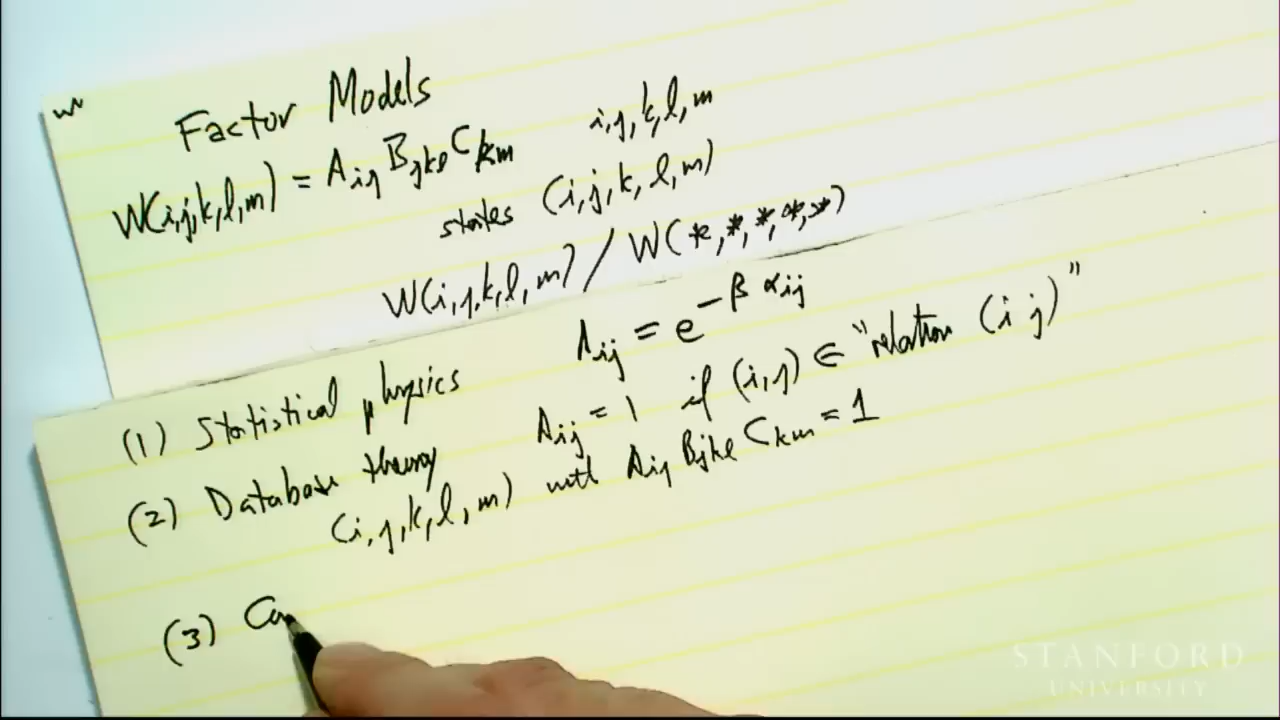 Factor Models
W(i,j,k,l,m) = A_ij B_jkl C_km i,j,k,l,m
states (i,j,k,l,m)
W(i,j,k,l,m) / W(*,*,*,*,*)
(1) Statistical physics A_ij = e^{-β α_ij}
(2) Database theory A_ij = 1 if (i,j) ∈ "relation (i j)"
(i,j,k,l,m) with A_ij B_jkl C_km = 1
(3)
STANFORD
UNIVERSITY